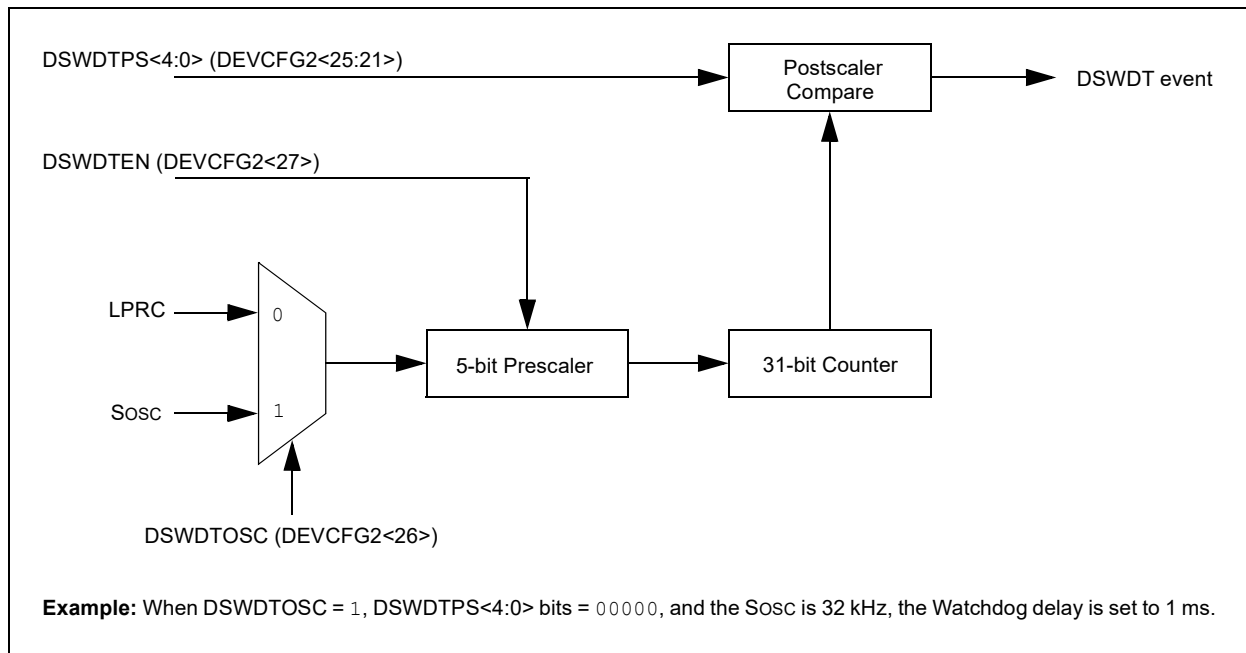 DSWDTPS<4:0> (DEVCFG2<25:21>)
Postscaler
Compare
DSWDT event
DSWDTEN (DEVCFG2<27>)
LPRC
0
5-bit Prescaler
31-bit Counter
SOSC
1
DSWDTOSC (DEVCFG2<26>)
Example: When DSWDTOSC = 1, DSWDTPS<4:0> bits = 00000, and the SOSC is 32 kHz, the Watchdog delay is set to 1 ms.